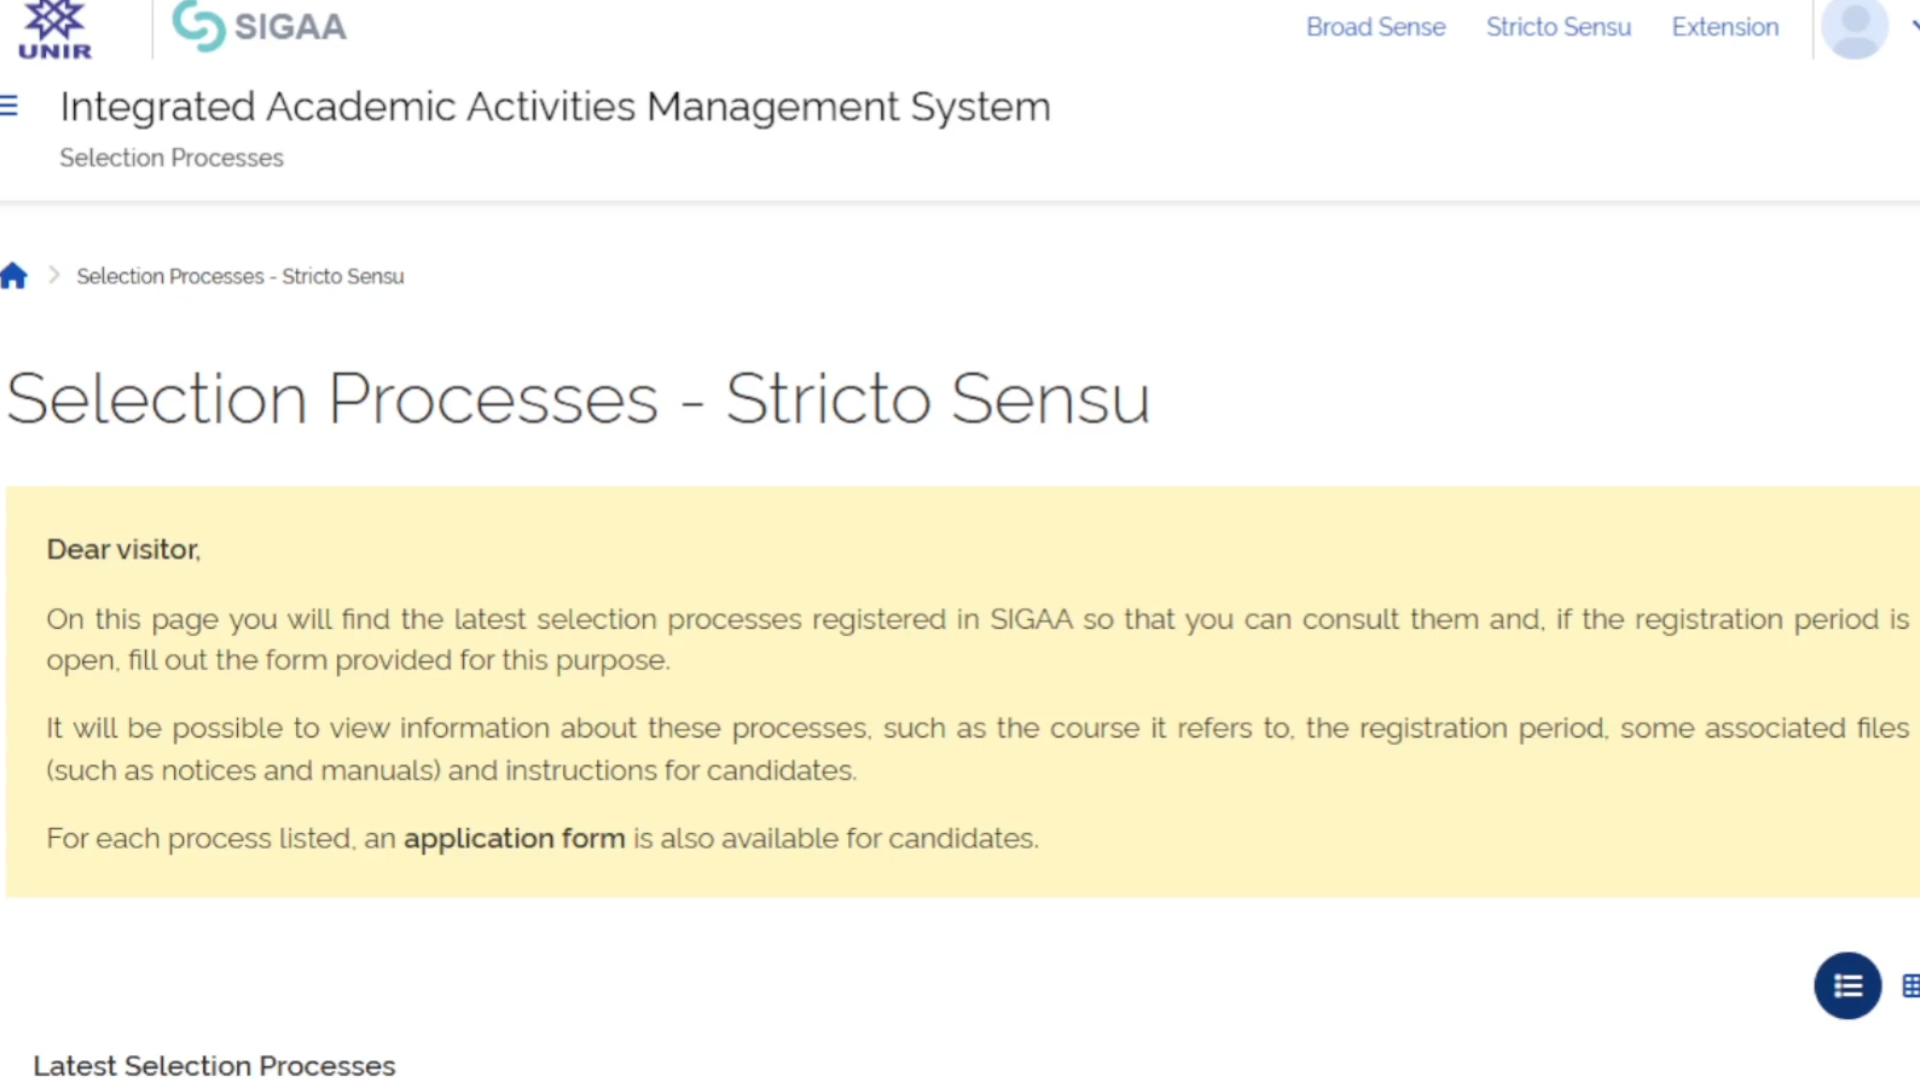 UNIR
SIGAA
Broad Sense
Stricto Sensu
Extension
Integrated Academic Activities Management System
Selection Processes
Selection Processes - Stricto Sensu
Selection Processes - Stricto Sensu
Dear visitor,
On this page you will find the latest selection processes registered in SIGAA so that you can consult them and, if the registration period is
open, fill out the form provided for this purpose.
It will be possible to view information about these processes, such as the course it refers to, the registration period, some associated files
(such as notices and manuals) and instructions for candidates.
For each process listed, an application form is also available for candidates.
Latest Selection Processes